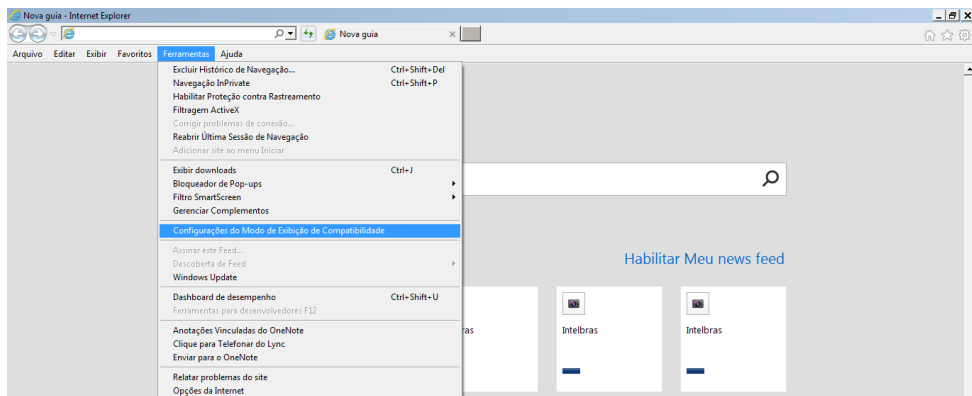 Nova guia - Internet Explorer
Nova guia
Arquivo Editar Exibir Favoritos Ferramentas Ajuda
Excluir Histórico de Navegação... Ctrl+Shift+Del
Navegação InPrivate Ctrl+Shift+P
Habilitar Proteção contra Rastreamento
Filtragem ActiveX
Corrigir problemas de conexão...
Reabrir Última Sessão de Navegação
Adicionar site ao menu Iniciar
Exibir downloads Ctrl+J
Bloqueador de Pop-ups
Filtro SmartScreen
Gerenciar Complementos
Configurações do Modo de Exibição de Compatibilidade
Assinar este Feed...
Descoberta de Feed
Windows Update
Dashboard de desempenho Ctrl+Shift+U
Ferramentas para desenvolvedores F12
Anotações Vinculadas do OneNote
Clique para Telefonar do Lync
Enviar para o OneNote
Relatar problemas do site
Opções da Internet
Habilitar Meu news feed
ras
Intelbras
Intelbras